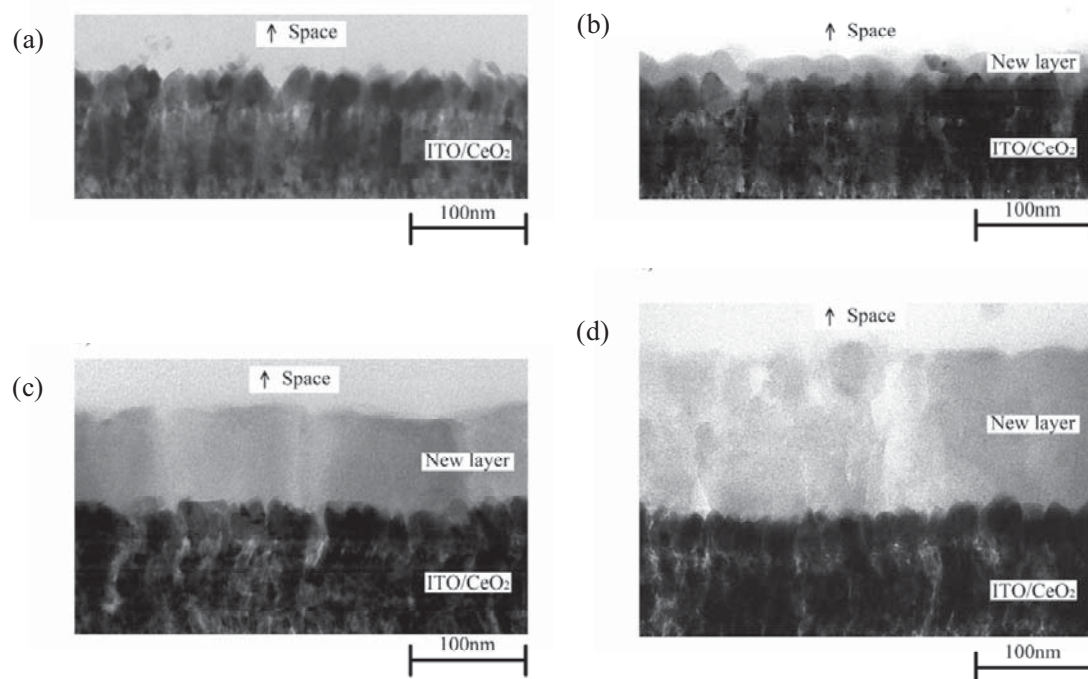 (a)
↑ Space
ITO/CeO₂
100nm
(b)
↑ Space
New layer
ITO/CeO₂
100nm
(c)
↑ Space
New layer
ITO/CeO₂
100nm
(d)
↑ Space
New layer
ITO/CeO₂
100nm